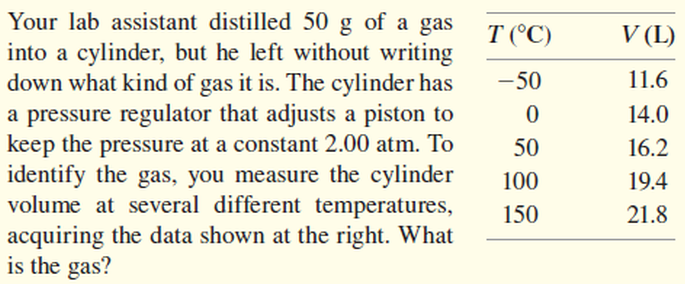 Your lab assistant distilled 50 g of a gas
into a cylinder, but he left without writing
down what kind of gas it is. The cylinder has
a pressure regulator that adjusts a piston to
keep the pressure at a constant 2.00 atm. To
identify the gas, you measure the cylinder
volume at several different temperatures,
acquiring the data shown at the right. What
is the gas?
T (°C) V (L)
−50 11.6
0 14.0
50 16.2
100 19.4
150 21.8